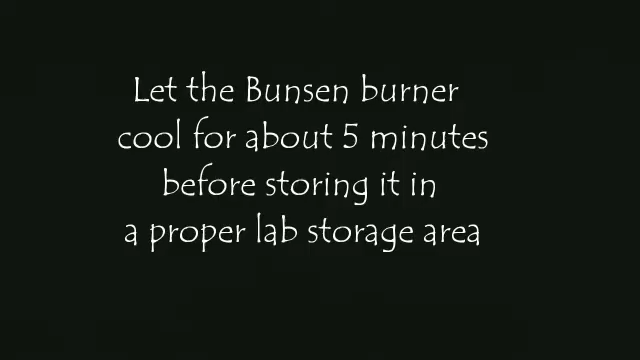 Let the Bunsen burner
cool for about 5 minutes
before storing it in
a proper lab storage area